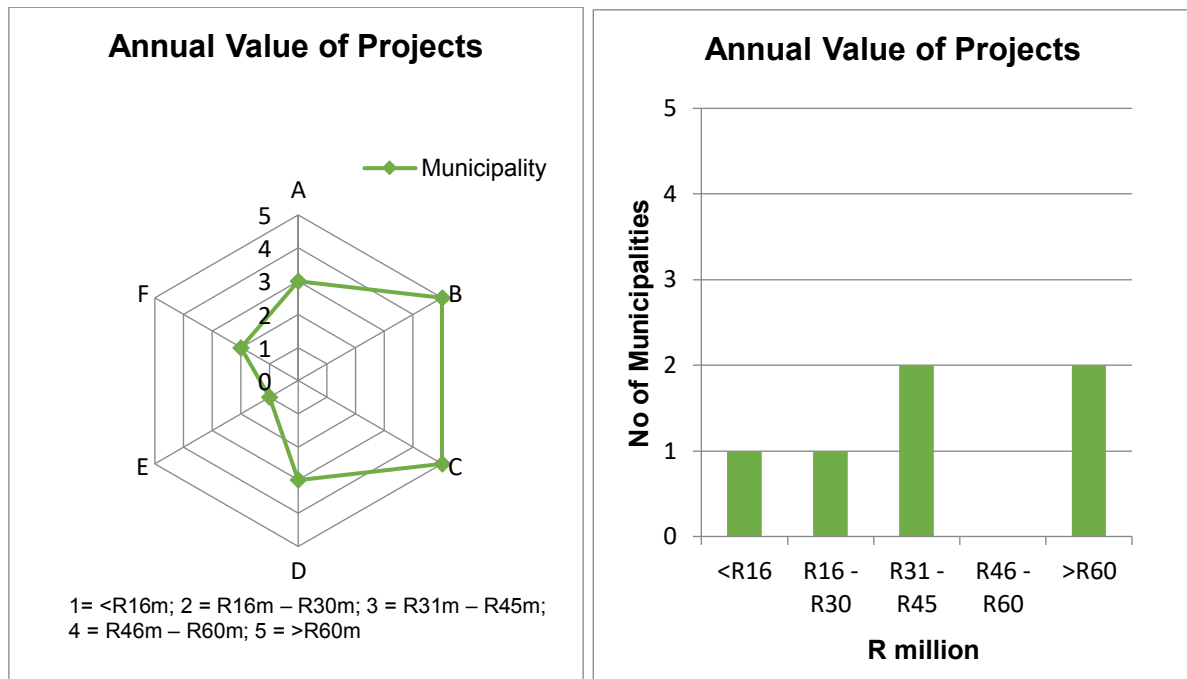 Annual Value of Projects
Municipality
A
5
4
3
2
1
0
F
B
E
C
D
1= <R16m; 2 = R16m – R30m; 3 = R31m – R45m;
4 = R46m – R60m; 5 = >R60m
Annual Value of Projects
No of Municipalities
5
4
3
2
1
0
<R16 R16 - R31 - R46 - >R60
R30 R45 R60
R million